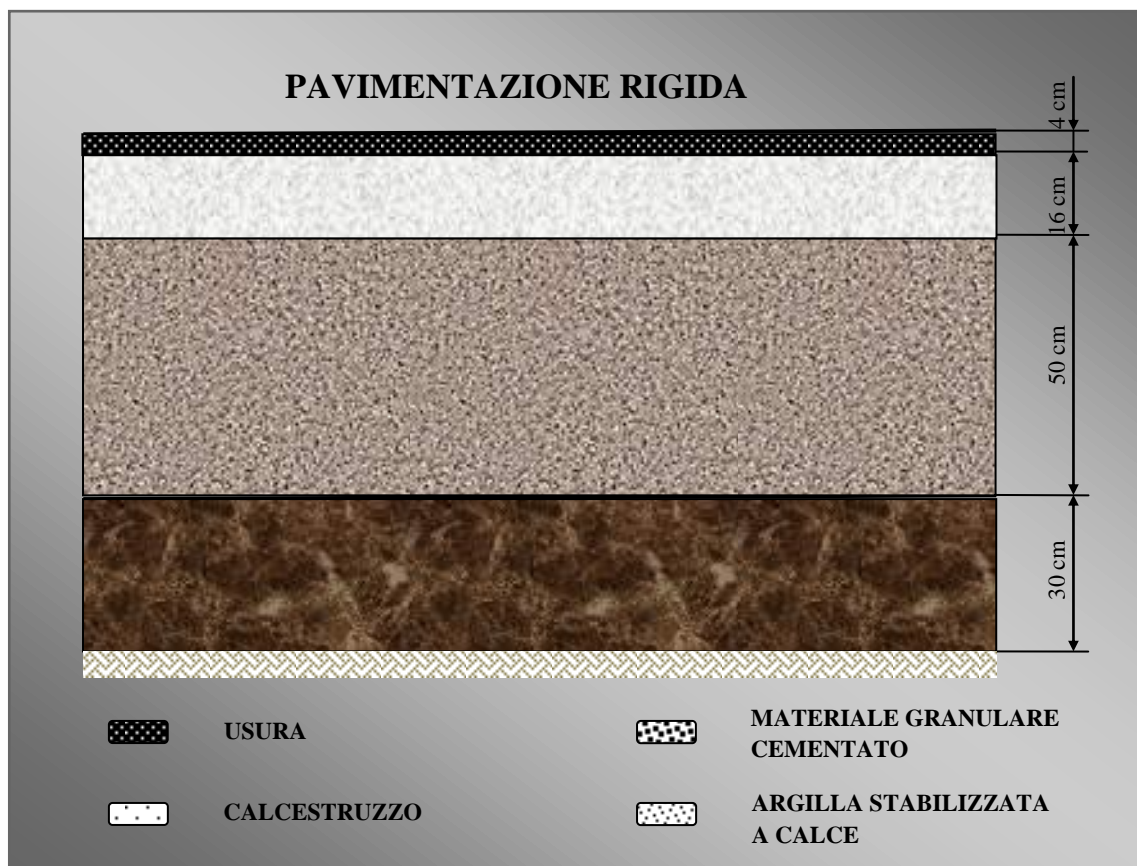 PAVIMENTAZIONE RIGIDA
4 cm
16 cm
50 cm
30 cm
USURA
MATERIALE GRANULARE
CEMENTATO
CALCESTRUZZO
ARGILLA STABILIZZATA
A CALCE